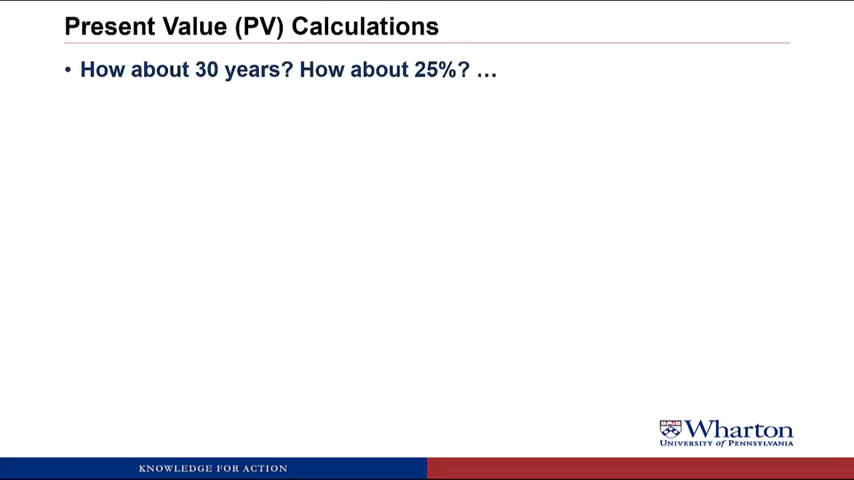 Present Value (PV) Calculations
• How about 30 years? How about 25%? …
Wharton
UNIVERSITY of PENNSYLVANIA
KNOWLEDGE FOR ACTION